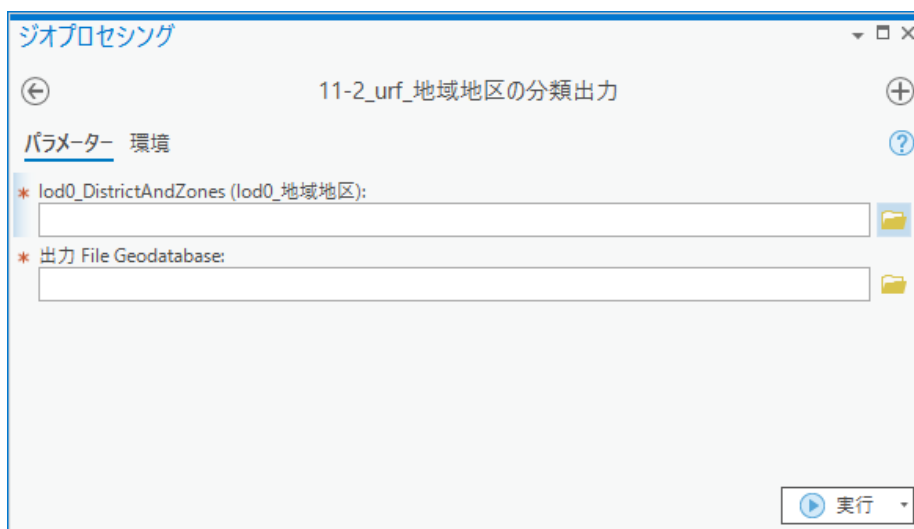 ジオプロセシング
11-2_urf_地域地区の分類出力
パラメーター 環境
* lod0_DistrictAndZones (lod0_地域地区):
* 出力 File Geodatabase:
実行